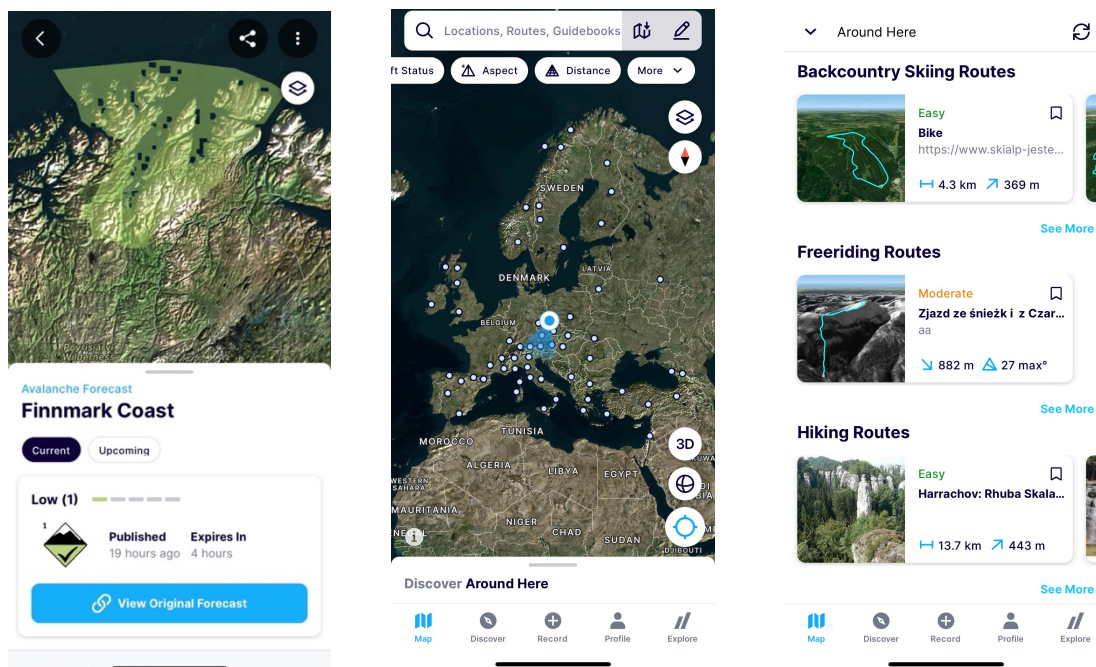 Avalanche Forecast
Finnmark Coast
Current
Upcoming
Low (1)
1
Published
Expires In
19 hours ago
4 hours
View Original Forecast
Locations, Routes, Guidebooks
ft Status
Aspect
Distance
More
SWEDEN
DENMARK
LATVIA
BELGIUM
TUNISIA
MOROCCO
ALGERIA
LIBYA
EGYPT
WESTERN
SAHARA
MAURITANIA
NIGER
CHAD
SUDAN
DJIBOUTI
3D
Discover Around Here
Map
Discover
Record
Profile
Explore
Around Here
Backcountry Skiing Routes
Easy
Bike
https://www.skialp-jeste...
4.3 km
369 m
See More
Freeriding Routes
Moderate
Zjazd ze śnieżk i z Czar...
aa
882 m
27 max°
See More
Hiking Routes
Easy
Harrachov: Rhuba Skala...
13.7 km
443 m
See More
Map
Discover
Record
Profile
Explore